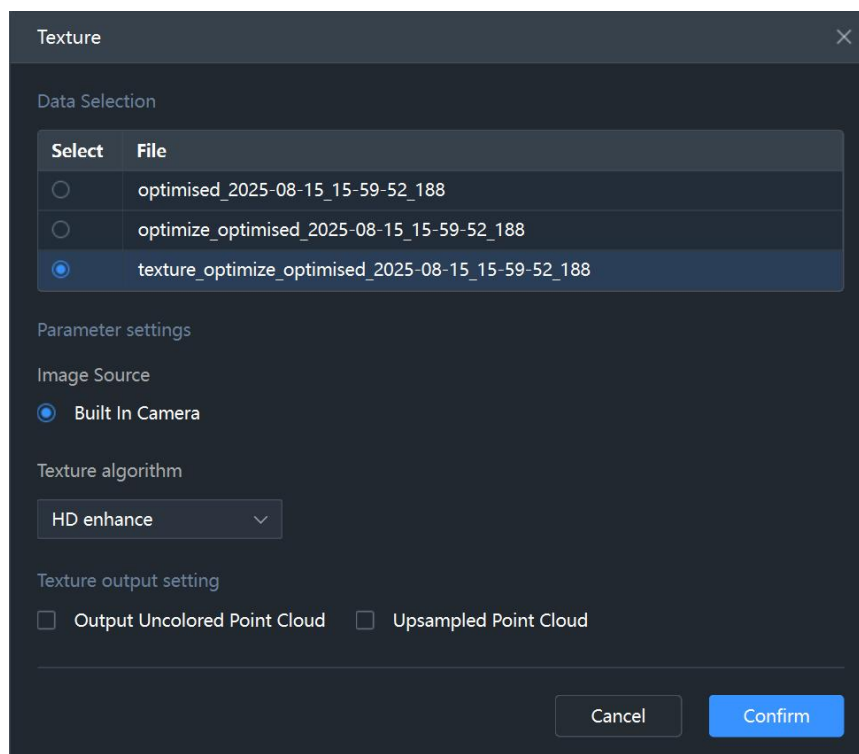 Texture
Data Selection
Select File
optimised_2025-08-15_15-59-52_188
optimize_optimised_2025-08-15_15-59-52_188
texture_optimize_optimised_2025-08-15_15-59-52_188
Parameter settings
Image Source
Built In Camera
Texture algorithm
HD enhance
Texture output setting
Output Uncolored Point Cloud Upsampled Point Cloud
Cancel Confirm